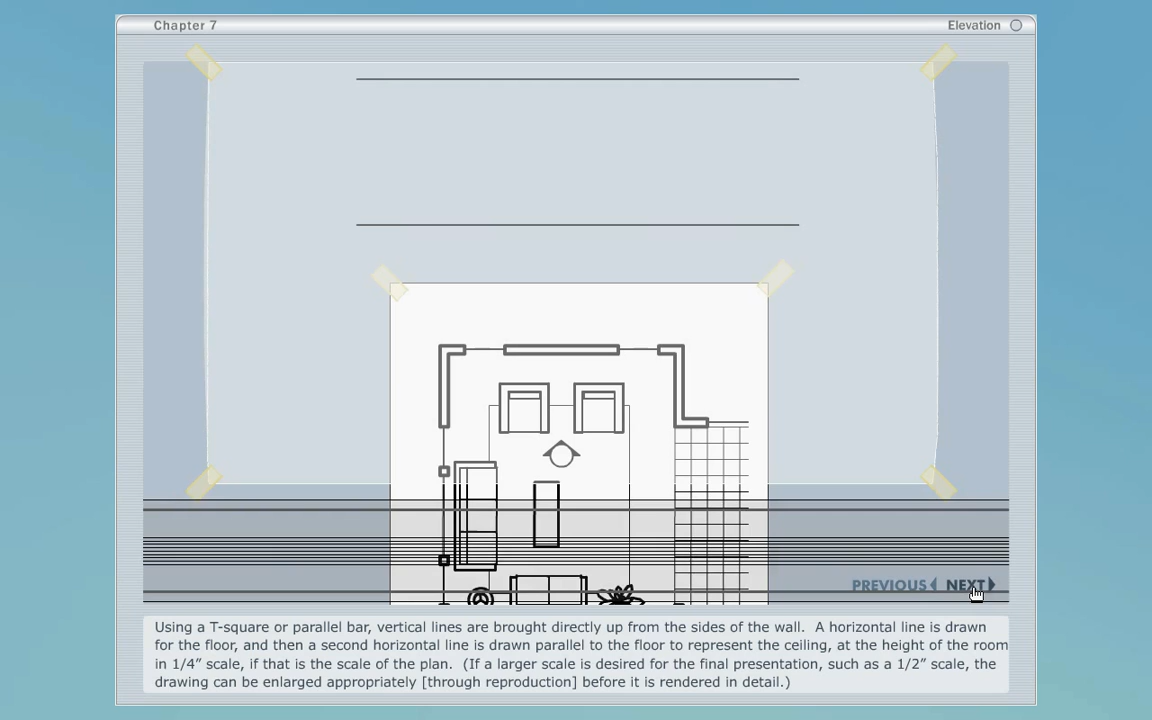 Chapter 7
Elevation
PREVIOUS NEXT
Using a T-square or parallel bar, vertical lines are brought directly up from the sides of the wall. A horizontal line is drawn
for the floor, and then a second horizontal line is drawn parallel to the floor to represent the ceiling, at the height of the room
in 1/4” scale, if that is the scale of the plan. (If a larger scale is desired for the final presentation, such as a 1/2” scale, the
drawing can be enlarged appropriately [through reproduction] before it is rendered in detail.)